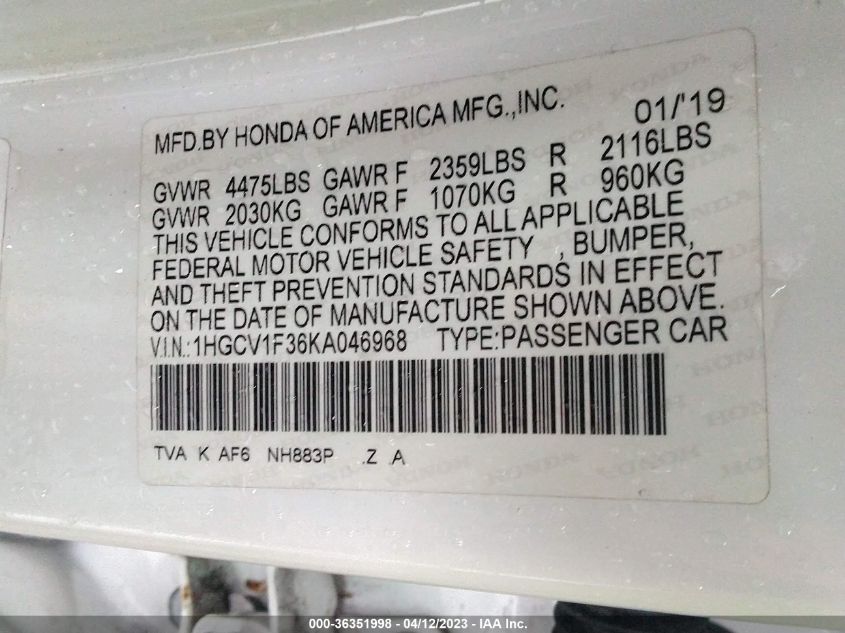 MFD.BY HONDA OF AMERICA MFG.,INC. 01/'19
GVWR 4475LBS GAWR F 2359LBS R 2116LBS
GVWR 2030KG GAWR F 1070KG R 960KG
THIS VEHICLE CONFORMS TO ALL APPLICABLE
FEDERAL MOTOR VEHICLE SAFETY , BUMPER,
AND THEFT PREVENTION STANDARDS IN EFFECT
ON THE DATE OF MANUFACTURE SHOWN ABOVE.
V.I.N.:1HGCV1F36KA046968 TYPE:PASSENGER CAR
TVA K AF6 NH883P .Z .A
000-36351998 - 04/12/2023 - IAA Inc.